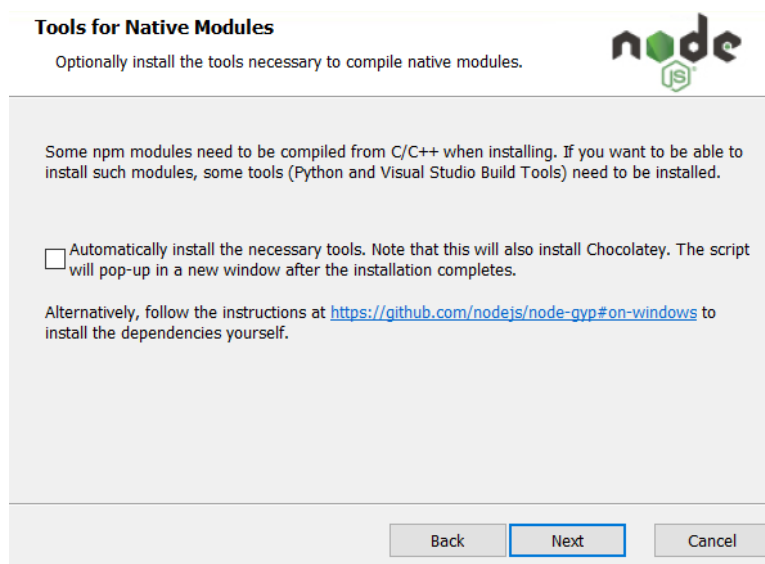 Tools for Native Modules
Optionally install the tools necessary to compile native modules.
node
JS
Some npm modules need to be compiled from C/C++ when installing. If you want to be able to
install such modules, some tools (Python and Visual Studio Build Tools) need to be installed.
Automatically install the necessary tools. Note that this will also install Chocolatey. The script
will pop-up in a new window after the installation completes.
Alternatively, follow the instructions at https://github.com/nodejs/node-gyp#on-windows to
install the dependencies yourself.
Back
Next
Cancel